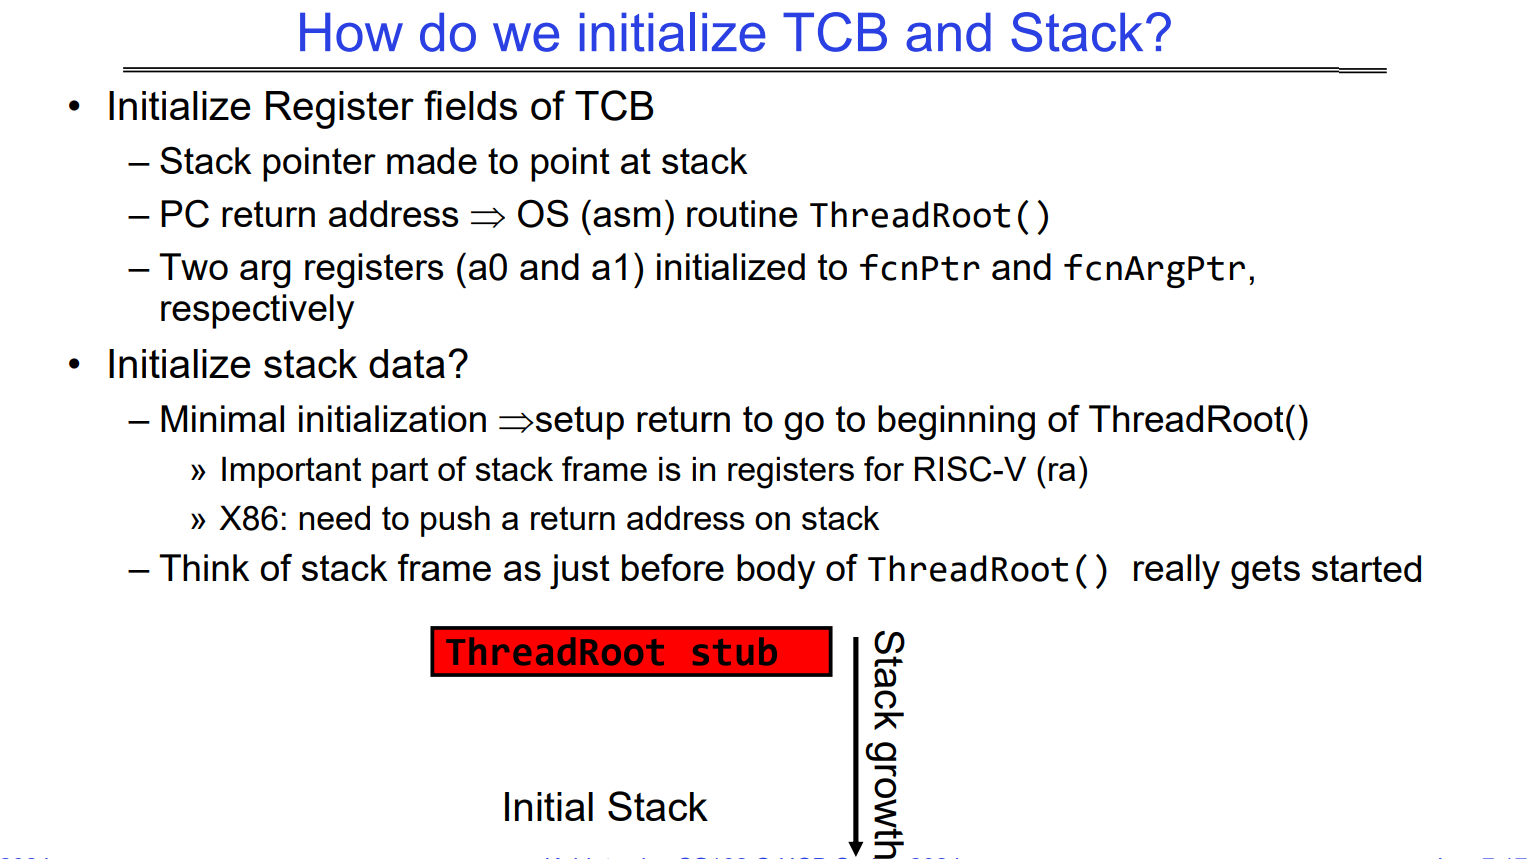 How do we initialize TCB and Stack?
• Initialize Register fields of TCB
– Stack pointer made to point at stack
– PC return address ⇒ OS (asm) routine ThreadRoot()
– Two arg registers (a0 and a1) initialized to fcnPtr and fcnArgPtr,
respectively
• Initialize stack data?
– Minimal initialization ⇒setup return to go to beginning of ThreadRoot()
» Important part of stack frame is in registers for RISC-V (ra)
» X86: need to push a return address on stack
– Think of stack frame as just before body of ThreadRoot() really gets started
ThreadRoot stub
Stack growth
Initial Stack